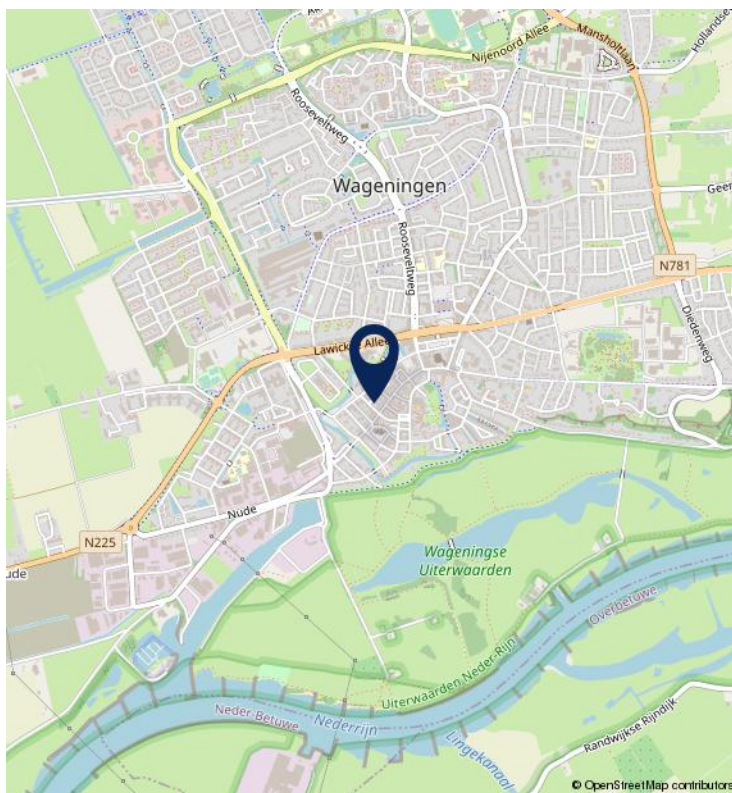 Nijenoord Allee
Mansholtlaan
Rooseveltweg
Wageningen
Rooseveltweg
N781
Diedenweg
Lawickse Allee
Nude
N225
Wageningse
Uiterwaarden
Overbetuwe
Uiterwaarden Neder-Rijn
Neder-Betuwe
Nederrijn
Lingekanaal
Randwijkse Rijndijk
© OpenStreetMap contributors